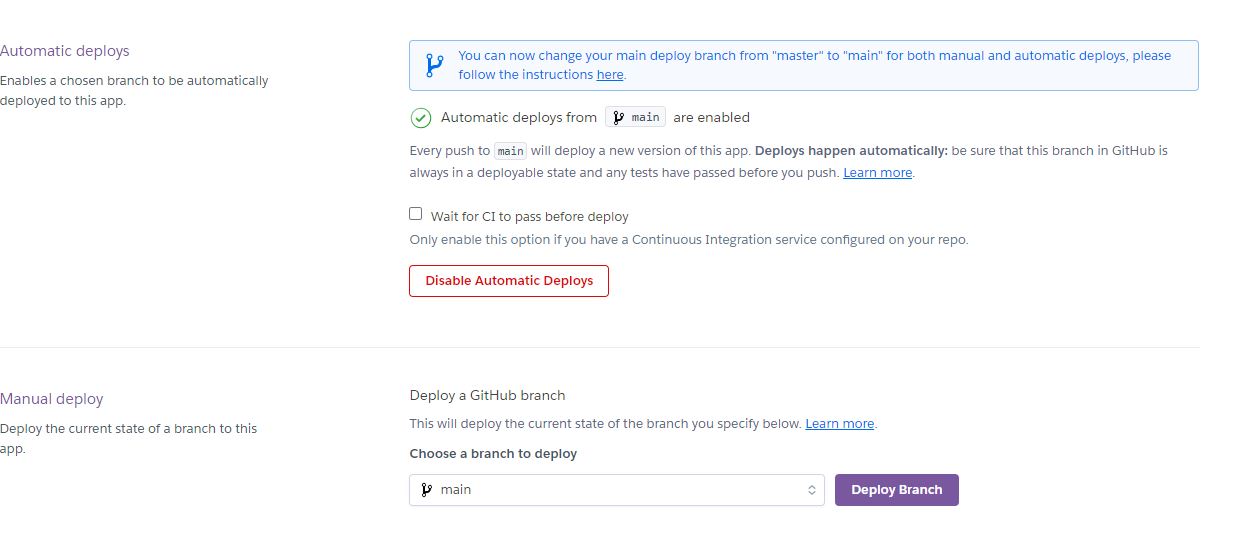 Automatic deploys
Enables a chosen branch to be automatically
deployed to this app.
You can now change your main deploy branch from "master" to "main" for both manual and automatic deploys, please
follow the instructions here.
Automatic deploys from main are enabled
Every push to main will deploy a new version of this app. Deploys happen automatically: be sure that this branch in GitHub is
always in a deployable state and any tests have passed before you push. Learn more.
Wait for CI to pass before deploy
Only enable this option if you have a Continuous Integration service configured on your repo.
Disable Automatic Deploys
Manual deploy
Deploy the current state of a branch to this
app.
Deploy a GitHub branch
This will deploy the current state of the branch you specify below. Learn more.
Choose a branch to deploy
main
Deploy Branch